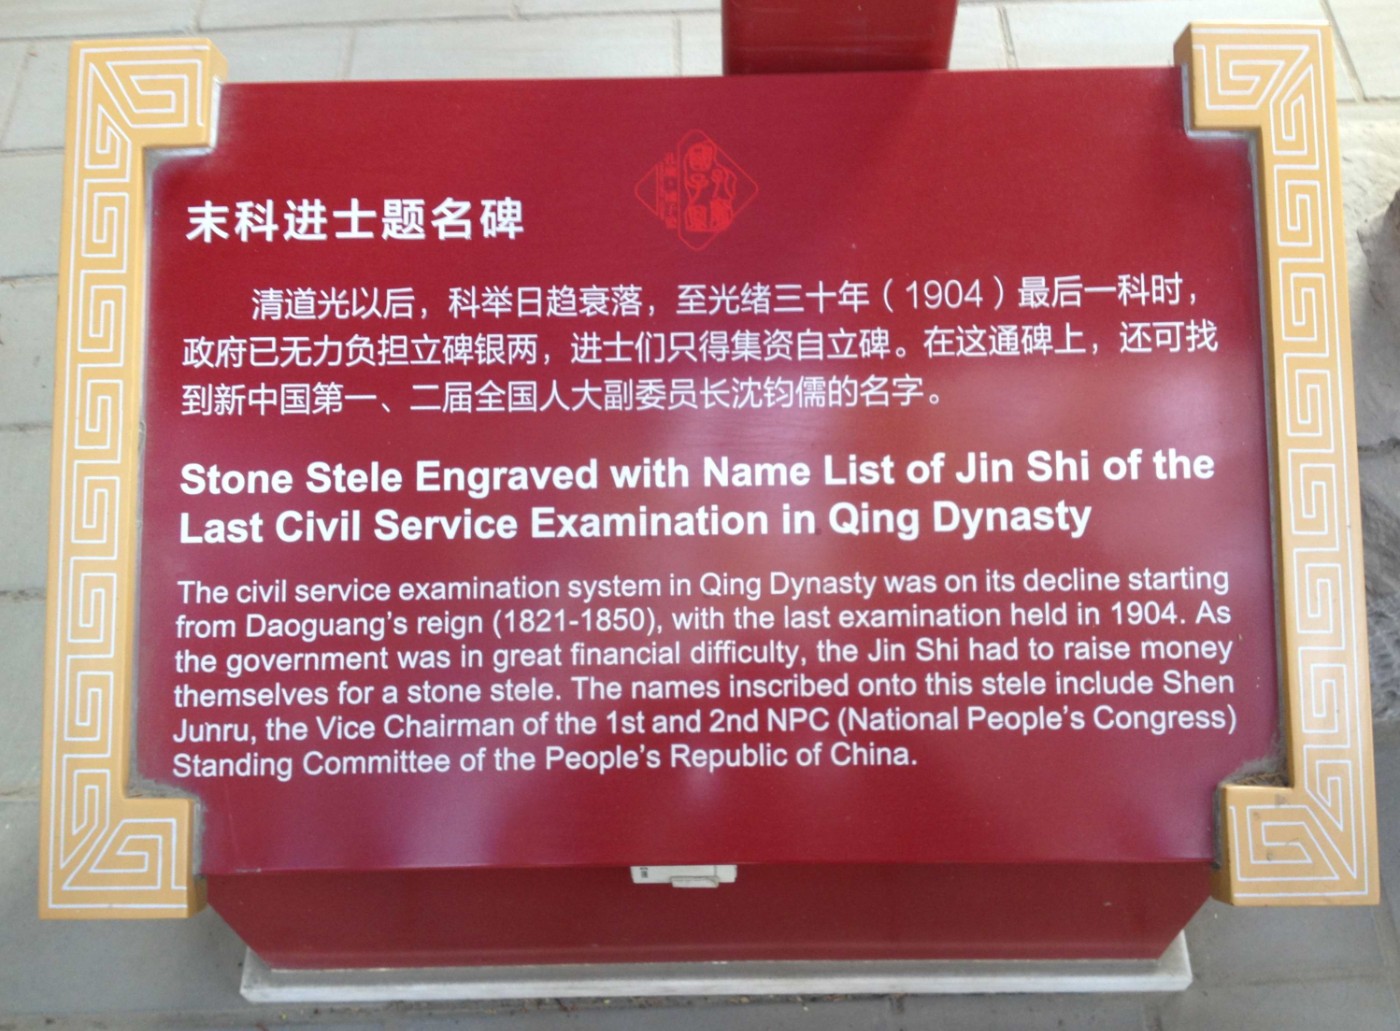 末科进士题名碑
清道光以后，科举日趋衰落，至光绪三十年（1904）最后一科时，
政府已无力负担立碑银两，进士们只得集资自立碑。在这通碑上，还可找
到新中国第一、二届全国人大副委员长沈钧儒的名字。
Stone Stele Engraved with Name List of Jin Shi of the
Last Civil Service Examination in Qing Dynasty
The civil service examination system in Qing Dynasty was on its decline starting
from Daoguang's reign (1821-1850), with the last examination held in 1904. As
the government was in great financial difficulty, the Jin Shi had to raise money
themselves for a stone stele. The names inscribed onto this stele include Shen
Junru, the Vice Chairman of the 1st and 2nd NPC (National People's Congress)
Standing Committee of the People's Republic of China.